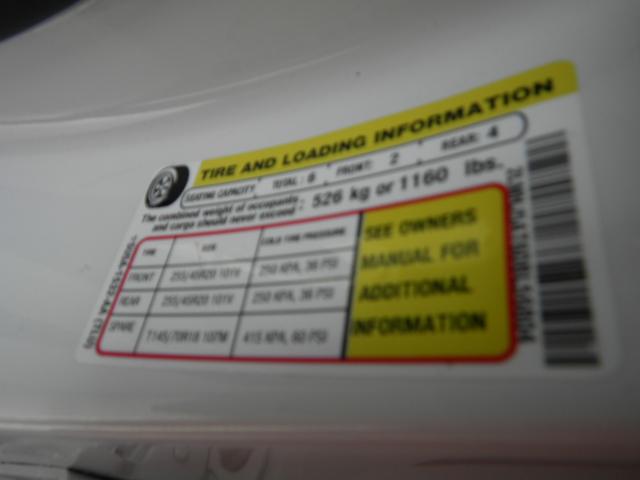 TIRE AND LOADING INFORMATION
SEATING CAPACITY TOTAL: 6 FRONT: 2 REAR: 4
The combined weight of occupants and cargo should never exceed: 526 kg or 1160 lbs.
TIRE SIZE COLD TIRE PRESSURE
FRONT 255/45R20 101V 250 KPA, 36 PSI
REAR 255/45R20 101V 250 KPA, 36 PSI
SPARE T145/70R18 107M 415 KPA, 60 PSI
SEE OWNERS
MANUAL FOR
ADDITIONAL
INFORMATION